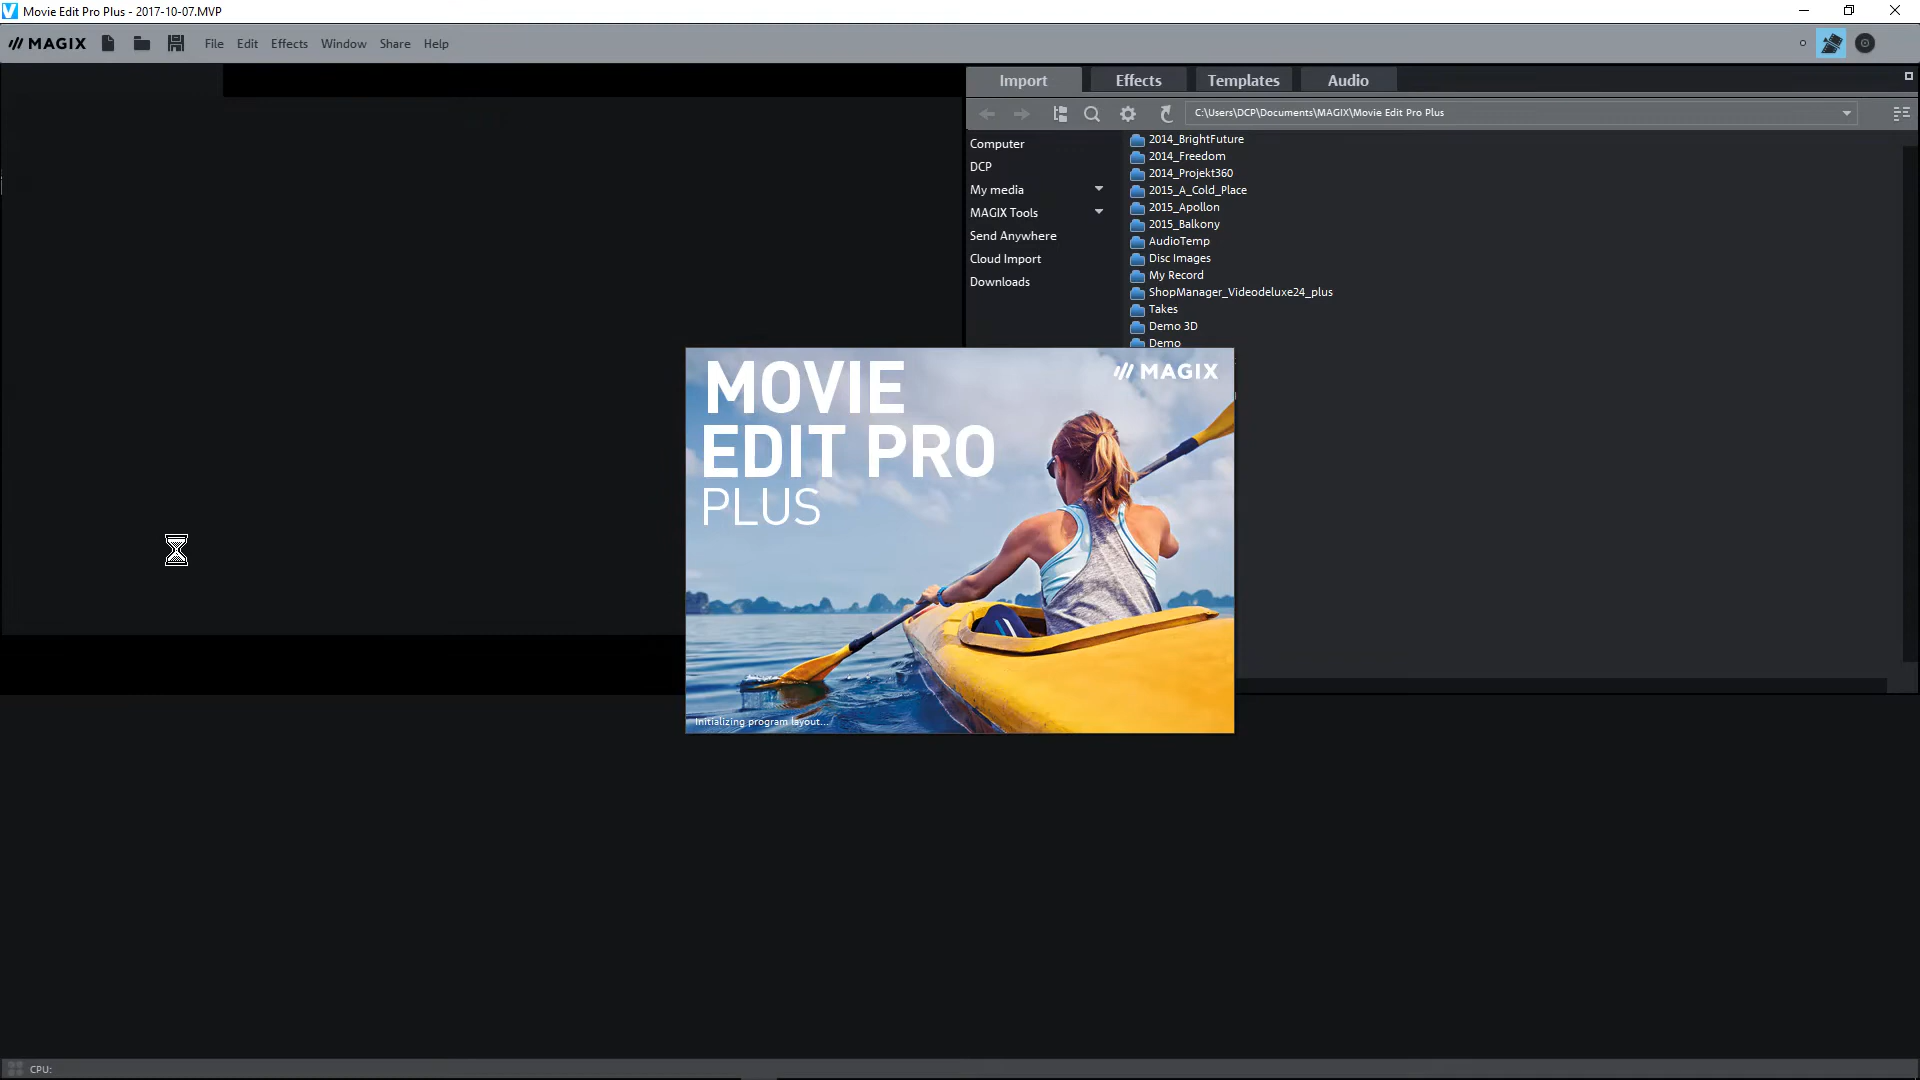 Movie Edit Pro Plus - 2017-10-07.MVP
MAGIX File Edit Effects Window Share Help
Import Effects Templates Audio
C:\Users\DCP\Documents\MAGIX\Movie Edit Pro Plus
Computer
DCP
My media
MAGIX Tools
Send Anywhere
Cloud Import
Downloads
2014_BrightFuture
2014_Freedom
2014_Projekt360
2015_A_Cold_Place
2015_Apollon
2015_Balkony
AudioTemp
Disc Images
My Record
ShopManager_Videodeluxe24_plus
Takes
Demo 3D
Demo
MAGIX
MOVIE
EDIT PRO
PLUS
Initializing program layout...
CPU: